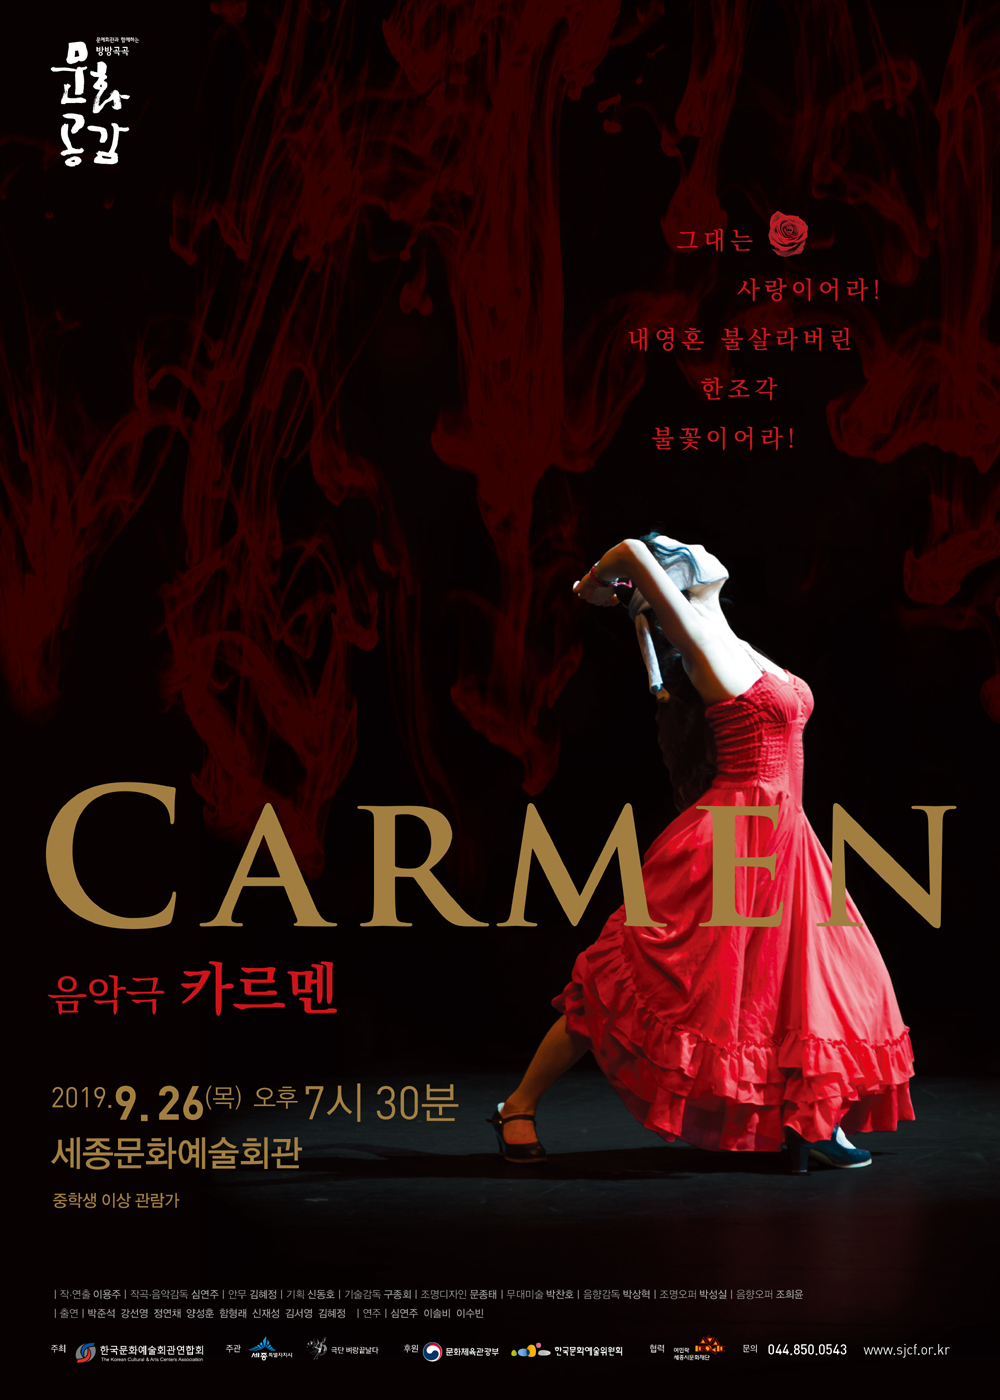 문예회관과 함께하는
방방곡곡
문화
공감
그대는
사랑이어라!
내영혼 불살라버린
한조각
불꽃이어라!
CARMEN
음악극 카르멘
2019.9.26(목) 오후 7시 30분
세종문화예술회관
중학생 이상 관람가
| 작·연출 이용주 | 작곡·음악감독 심연주 | 안무 김혜정 | 기획 신동호 | 기술감독 구종회 | 조명디자인 문종태 | 무대미술 박찬호 | 음향감독 박상혁 | 조명오퍼 박성실 | 음향오퍼 조희윤
| 출연 | 박준석 강선영 정연채 양성훈 함형래 신재성 김서영 김혜정 | 연주 | 심연주 이솔비 이수빈
주최 한국문화예술회관연합회 주관 세종특별자치시 극단 벼랑끝날다 후원 문화체육관광부 한국문화예술위원회 협력 여민락 문의 044.850.0543 www.sjcf.or.kr
The Korean Cultural & Arts Centers Association 세종시문화재단